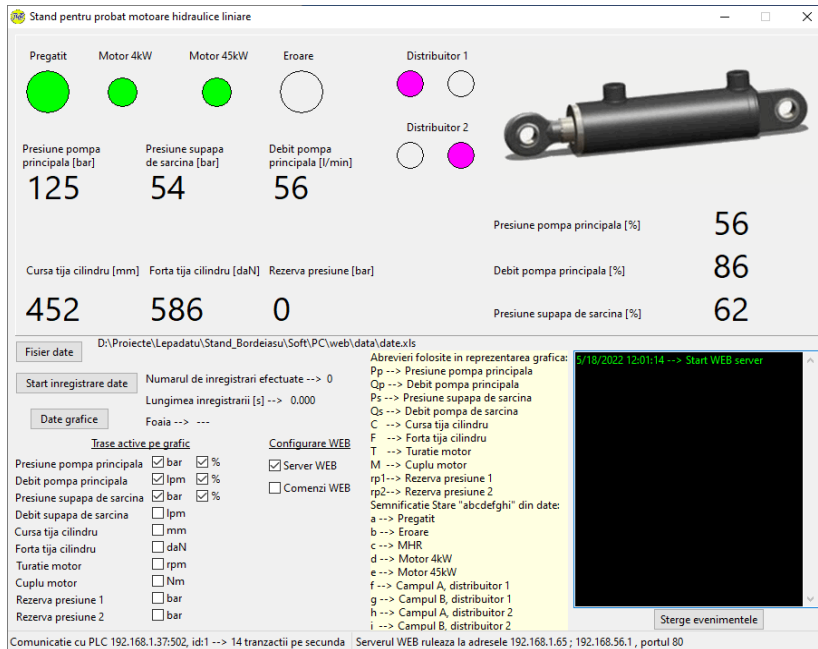 Stand pentru probat motoare hidraulice liniare
Pregatit Motor 4kW Motor 45kW Eroare Distribuitor 1
Distribuitor 2
Presiune pompa principala [bar]
Presiune supapa de sarcina [bar]
Debit pompa principala [l/min]
125 54 56
Presiune pompa principala [%] 56
Cursa tija cilindru [mm] Forta tija cilindru [daN] Rezerva presiune [bar]
Debit pompa principala [%] 86
452 586 0
Presiune supapa de sarcina [%] 62
Fisier date D:\Proiecte\Lepadatu\Stand_Bordeiasu\Soft\PC\web\data\date.xls
Start inregistrare date
Numarul de inregistrari efectuate --> 0
Lungimea inregistrarii [s] --> 0.000
Date grafice
Foaia --> ---
Trase active pe grafic
Presiune pompa principala bar %
Debit pompa principala lpm %
Presiune supapa de sarcina bar %
Debit supapa de sarcina lpm
Cursa tija cilindru mm
Forta tija cilindru daN
Turatie motor rpm
Cuplu motor Nm
Rezerva presiune 1 bar
Rezerva presiune 2 bar
Configurare WEB
Server WEB
Comenzi WEB
Abrevieri folosite in reprezentarea grafica:
Pp --> Presiune pompa principala
Qp --> Debit pompa principala
Ps --> Presiune supapa de sarcina
Qs --> Debit pompa de sarcina
C --> Cursa tija cilindru
F --> Forta tija cilindru
T --> Turatie motor
M --> Cuplu motor
rp1--> Rezerva presiune 1
rp2--> Rezerva presiune 2
Semnificatie Stare "abcdefghi" din date:
a --> Pregatit
b --> Eroare
c --> MHR
d --> Motor 4kW
e --> Motor 45kW
f --> Campul A, distribuitor 1
g --> Campul B, distribuitor 1
h --> Campul A, distribuitor 2
i --> Campul B, distribuitor 2
5/18/2022 12:01:14 --> Start WEB server
Sterge evenimentele
Comunicatie cu PLC 192.168.1.37:502, id:1 --> 14 tranzactii pe secunda
Serverul WEB ruleaza la adresele 192.168.1.65 ; 192.168.56.1 , portul 80